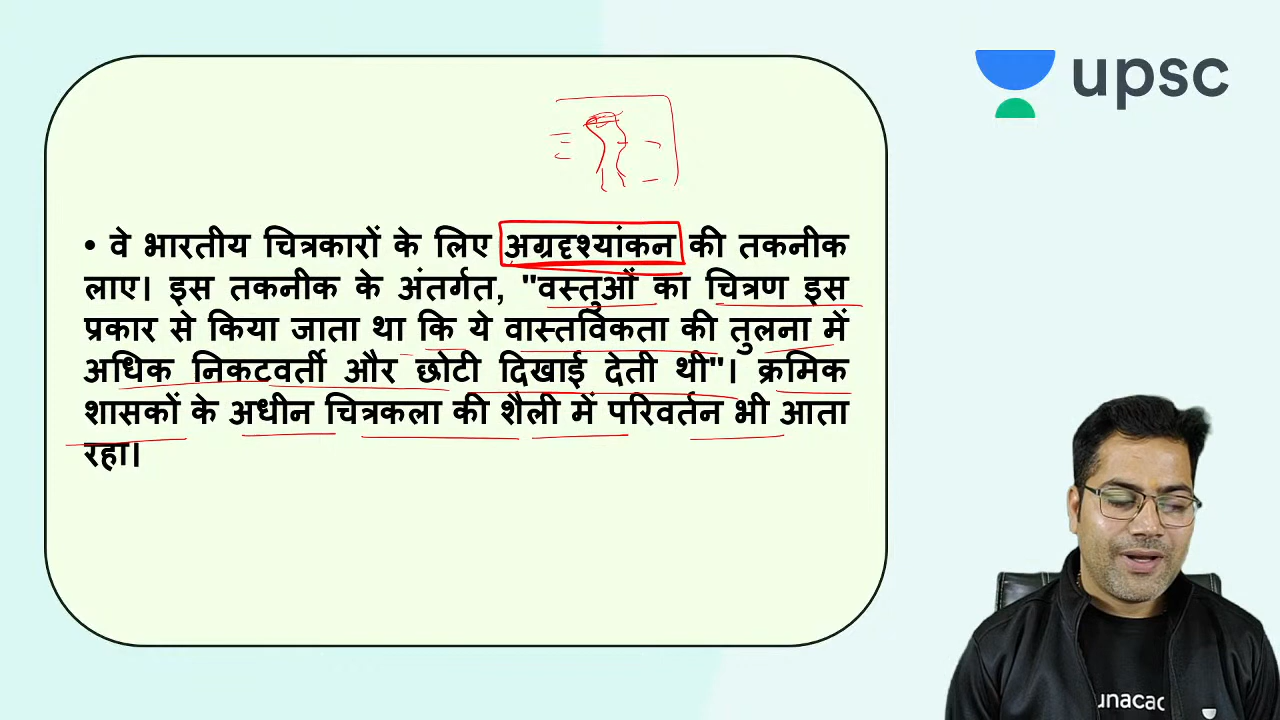 upsc
• वे भारतीय चित्रकारों के लिए अग्रदृश्यांकन की तकनीक
लाए। इस तकनीक के अंतर्गत, "वस्तुओं का चित्रण इस
प्रकार से किया जाता था कि ये वास्तविकता की तुलना में
अधिक निकटवर्ती और छोटी दिखाई देती थी"। क्रमिक
शासकों के अधीन चित्रकला की शैली में परिवर्तन भी आता
रहा।
unacac